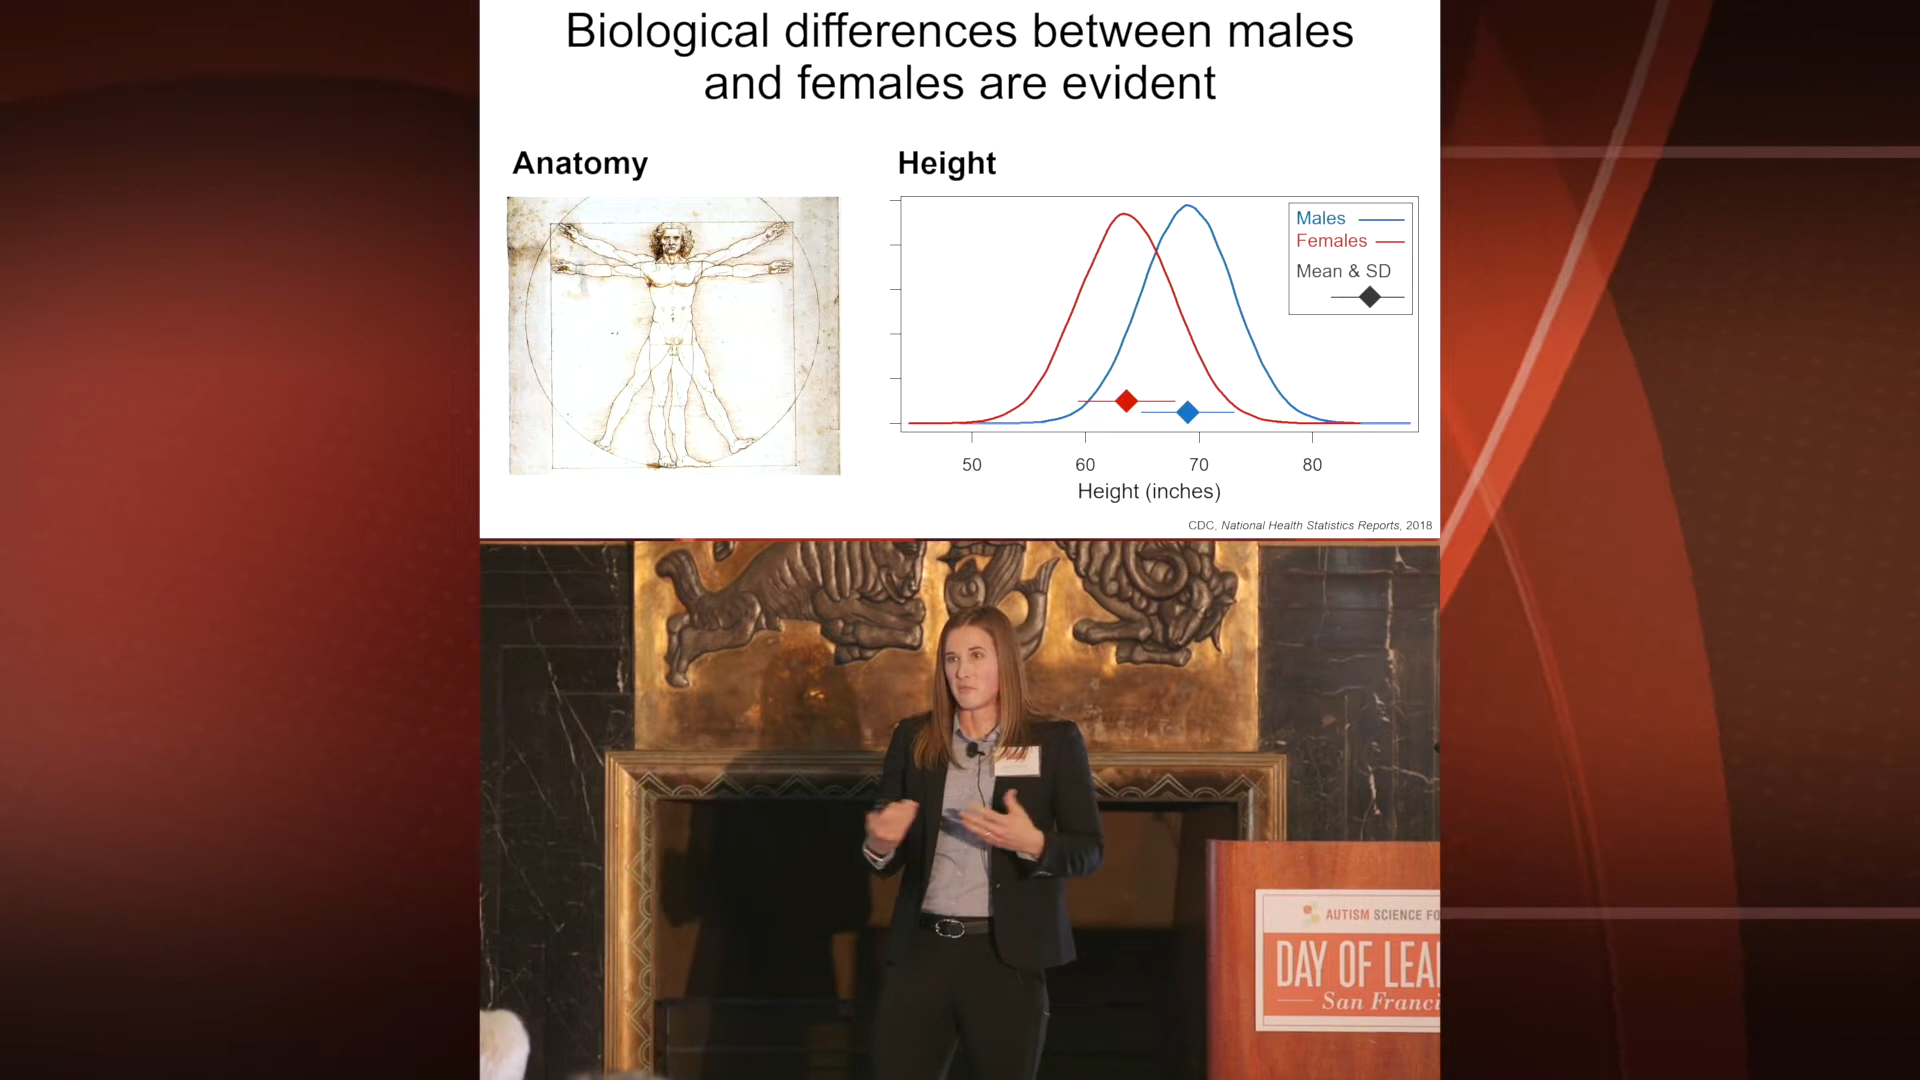 Biological differences between males
and females are evident
Anatomy
Height
Males
Females
Mean & SD
50 60 70 80
Height (inches)
CDC, National Health Statistics Reports, 2018
AUTISM SCIENCE FO
DAY OF LEA
San Franci